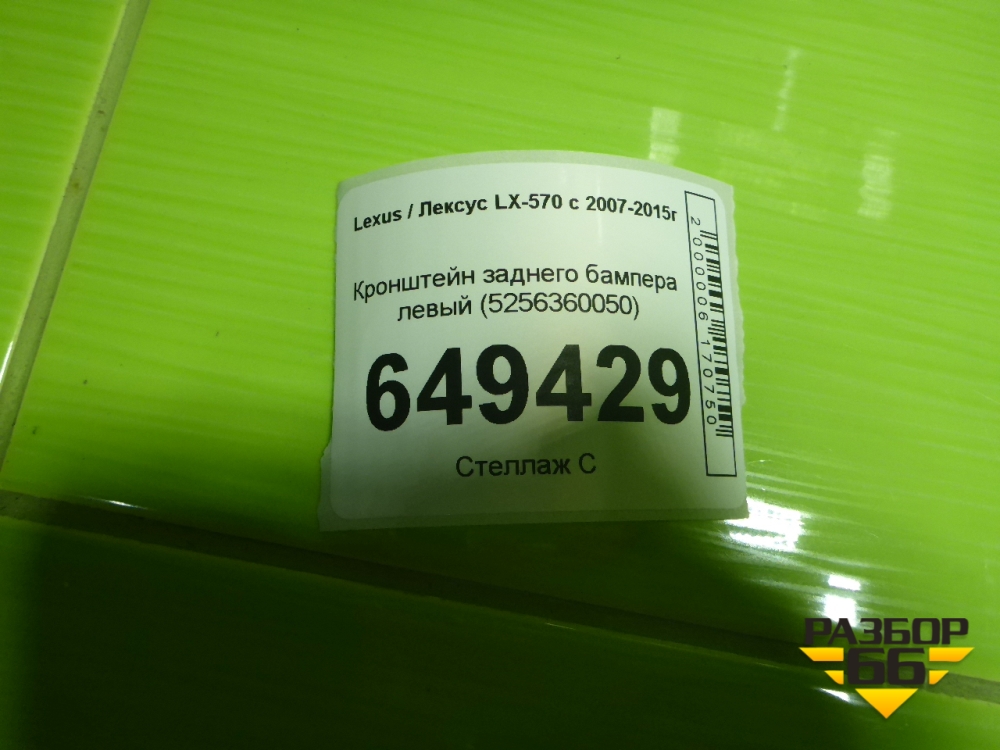 Lexus / Лексус LX-570 с 2007-2015г
Кронштейн заднего бампера
левый (5256360050)
649429
Стеллаж С
2000006170750
РАЗБОР
66